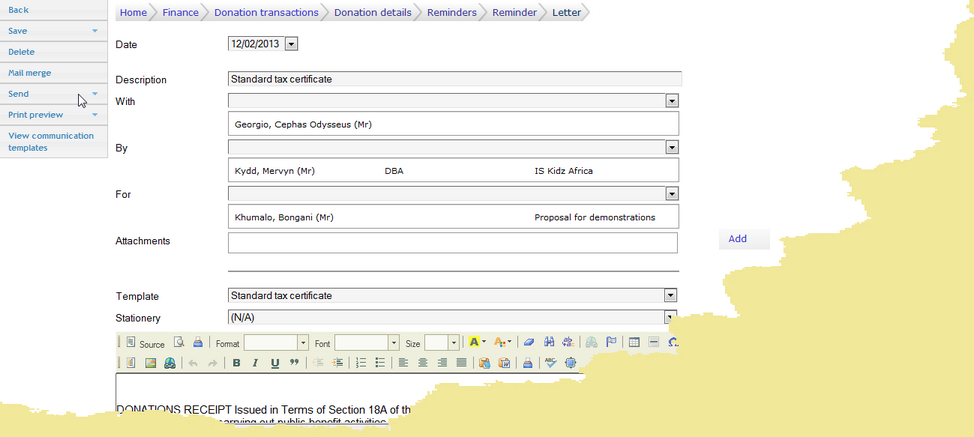 Back
Save
Delete
Mail merge
Send
Print preview
View communication
templates
Home Finance Donation transactions Donation details Reminders Reminder Letter
Date 12/02/2013
Description Standard tax certificate
With
Georgio, Cephas Odysseus (Mr)
By
Kydd, Mervyn (Mr) DBA IS Kidz Africa
For
Khumalo, Bongani (Mr) Proposal for demonstrations
Attachments
Add
Template Standard tax certificate
Stationery (N/A)
Source Format Font Size A A
B I U ABC
DONATIONS RECEIPT Issued in Terms of Section 18A of th
arrying out public benefit activities